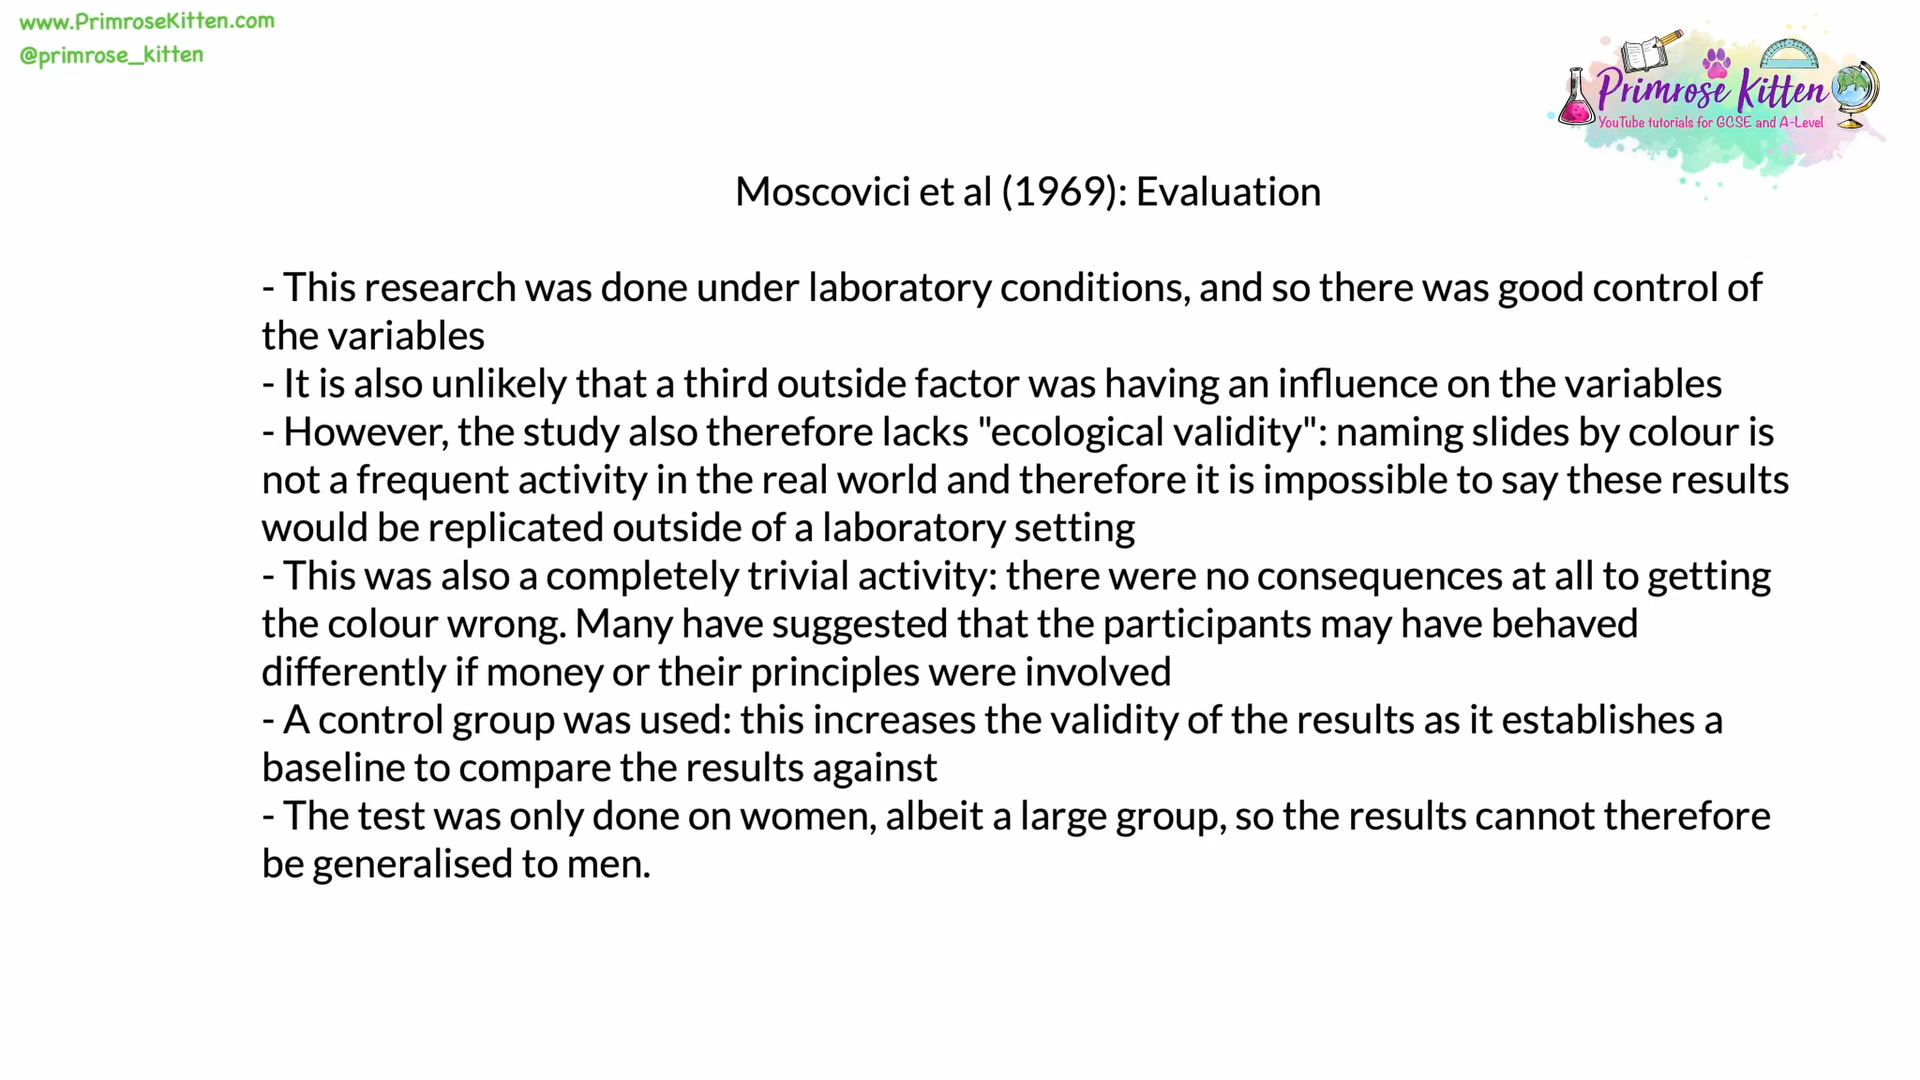 www.PrimroseKitten.com
@primrose_kitten
Primrose Kitten
YouTube tutorials for GCSE and A-Level
Moscovici et al (1969): Evaluation
- This research was done under laboratory conditions, and so there was good control of
the variables
- It is also unlikely that a third outside factor was having an influence on the variables
- However, the study also therefore lacks "ecological validity": naming slides by colour is
not a frequent activity in the real world and therefore it is impossible to say these results
would be replicated outside of a laboratory setting
- This was also a completely trivial activity: there were no consequences at all to getting
the colour wrong. Many have suggested that the participants may have behaved
differently if money or their principles were involved
- A control group was used: this increases the validity of the results as it establishes a
baseline to compare the results against
- The test was only done on women, albeit a large group, so the results cannot therefore
be generalised to men.